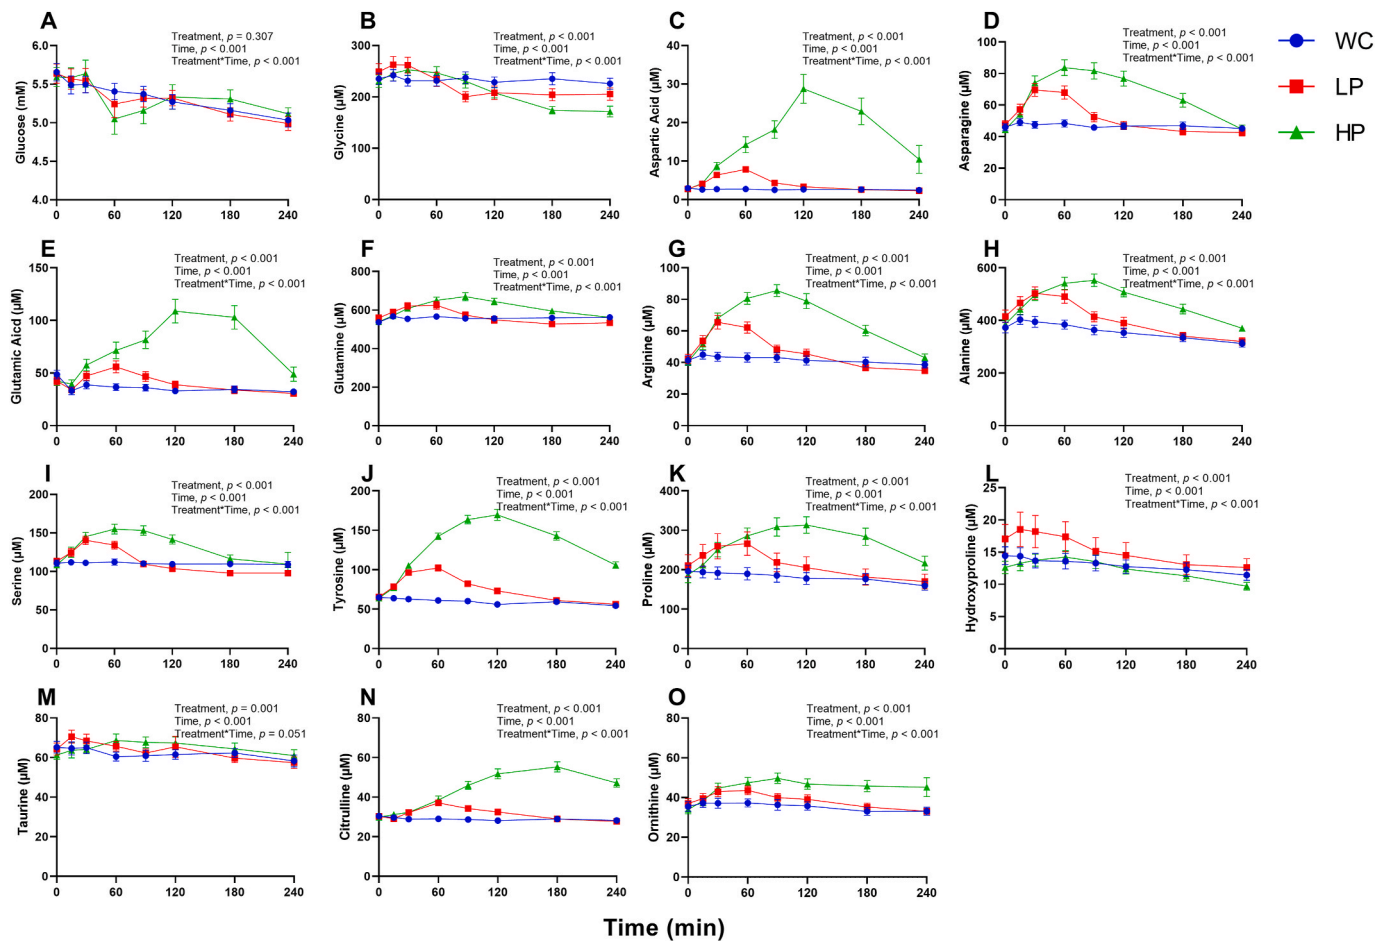 A
Treatment, p = 0.307
Time, p < 0.001
Treatment*Time, p < 0.001
Glucose (mM)
6.0
5.5
5.0
4.5
4.0
0 60 120 180 240
B
Treatment, p < 0.001
Time, p < 0.001
Treatment*Time, p < 0.001
Glycine (µM)
300
200
100
0
0 60 120 180 240
C
Treatment, p < 0.001
Time, p < 0.001
Treatment*Time, p < 0.001
Aspartic Acid (µM)
40
30
20
10
0
0 60 120 180 240
D
Treatment, p < 0.001
Time, p < 0.001
Treatment*Time, p < 0.001
Asparagine (µM)
100
80
60
40
20
0
0 60 120 180 240
WC
LP
HP
E
Treatment, p < 0.001
Time, p < 0.001
Treatment*Time, p < 0.001
Glutamic Aicd (µM)
150
100
50
0
0 60 120 180 240
F
Treatment, p < 0.001
Time, p < 0.001
Treatment*Time, p < 0.001
Glutamine (µM)
800
600
400
200
0
0 60 120 180 240
G
Treatment, p < 0.001
Time, p < 0.001
Treatment*Time, p < 0.001
Arginine (µM)
100
80
60
40
20
0
0 60 120 180 240
H
Treatment, p < 0.001
Time, p < 0.001
Treatment*Time, p < 0.001
Alanine (µM)
600
400
200
0
0 60 120 180 240
I
Treatment, p < 0.001
Time, p < 0.001
Treatment*Time, p < 0.001
Serine (µM)
200
150
100
50
0
0 60 120 180 240
J
Treatment, p < 0.001
Time, p < 0.001
Treatment*Time, p < 0.001
Tyrosine (µM)
200
150
100
50
0
0 60 120 180 240
K
Treatment, p < 0.001
Time, p < 0.001
Treatment*Time, p < 0.001
Proline (µM)
400
300
200
100
0
0 60 120 180 240
L
Treatment, p < 0.001
Time, p < 0.001
Treatment*Time, p < 0.001
Hydroxyproline (µM)
25
20
15
10
5
0
0 60 120 180 240
M
Treatment, p = 0.001
Time, p < 0.001
Treatment*Time, p = 0.051
Taurine (µM)
80
60
40
20
0
0 60 120 180 240
N
Treatment, p < 0.001
Time, p < 0.001
Treatment*Time, p < 0.001
Citrulline (µM)
80
60
40
20
0
0 60 120 180 240
O
Treatment, p < 0.001
Time, p < 0.001
Treatment*Time, p < 0.001
Ornithine (µM)
80
60
40
20
0
0 60 120 180 240
Time (min)